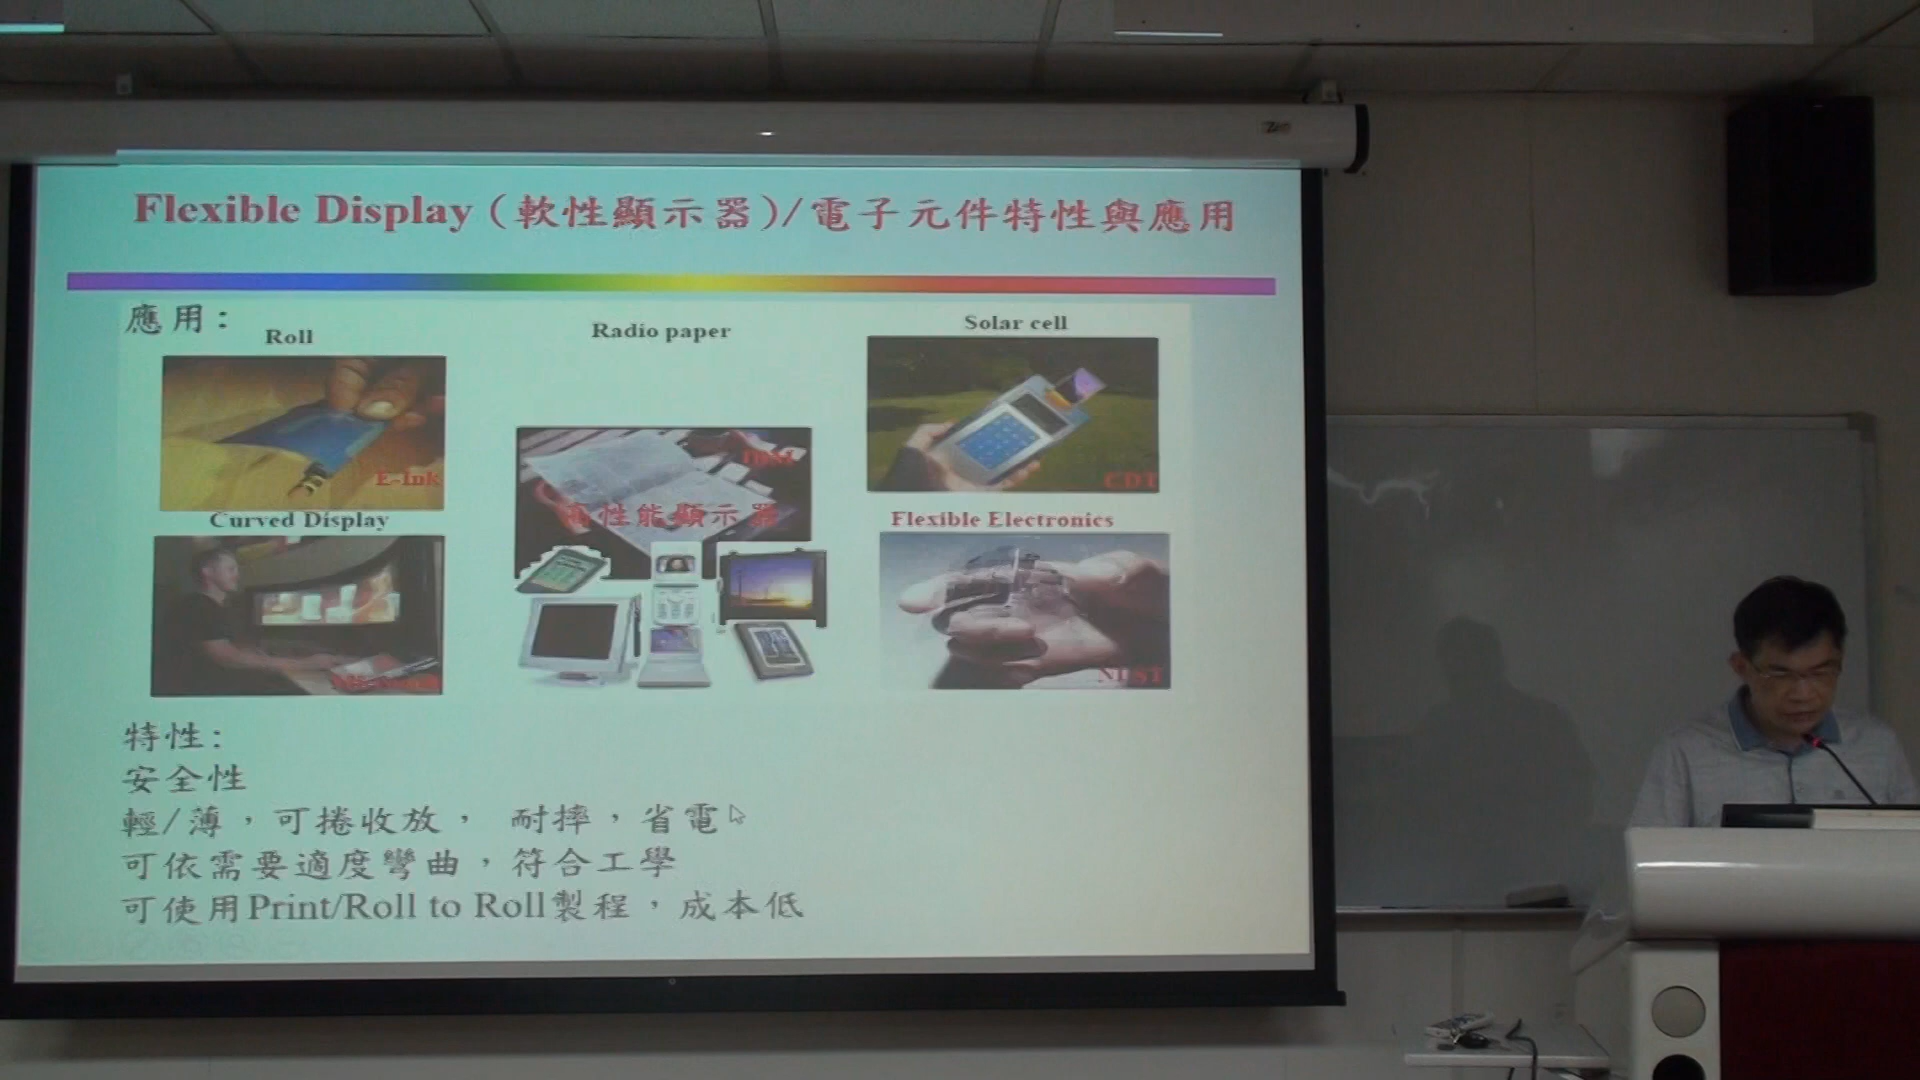 Flexible Display (軟性顯示器)/電子元件特性與應用
應用:
Roll
Radio paper
Solar cell
E-Ink
CDT
Curved Display
高性能顯示器
Flexible Electronics
特性:
安全性
輕/薄，可捲收放， 耐摔，省電
可依需要適度彎曲，符合工學
可使用Print/Roll to Roll製程，成本低